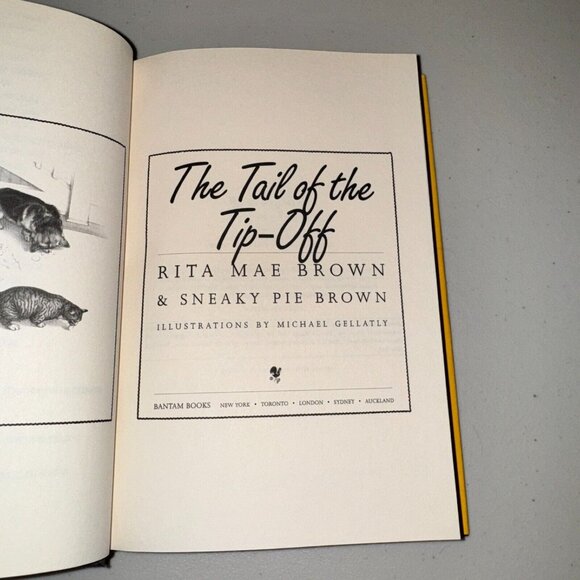 The Tail of the
Tip-Off
RITA MAE BROWN
& SNEAKY PIE BROWN
ILLUSTRATIONS BY MICHAEL GELLATLY
BANTAM BOOKS NEW YORK • TORONTO • LONDON • SYDNEY • AUCKLAND